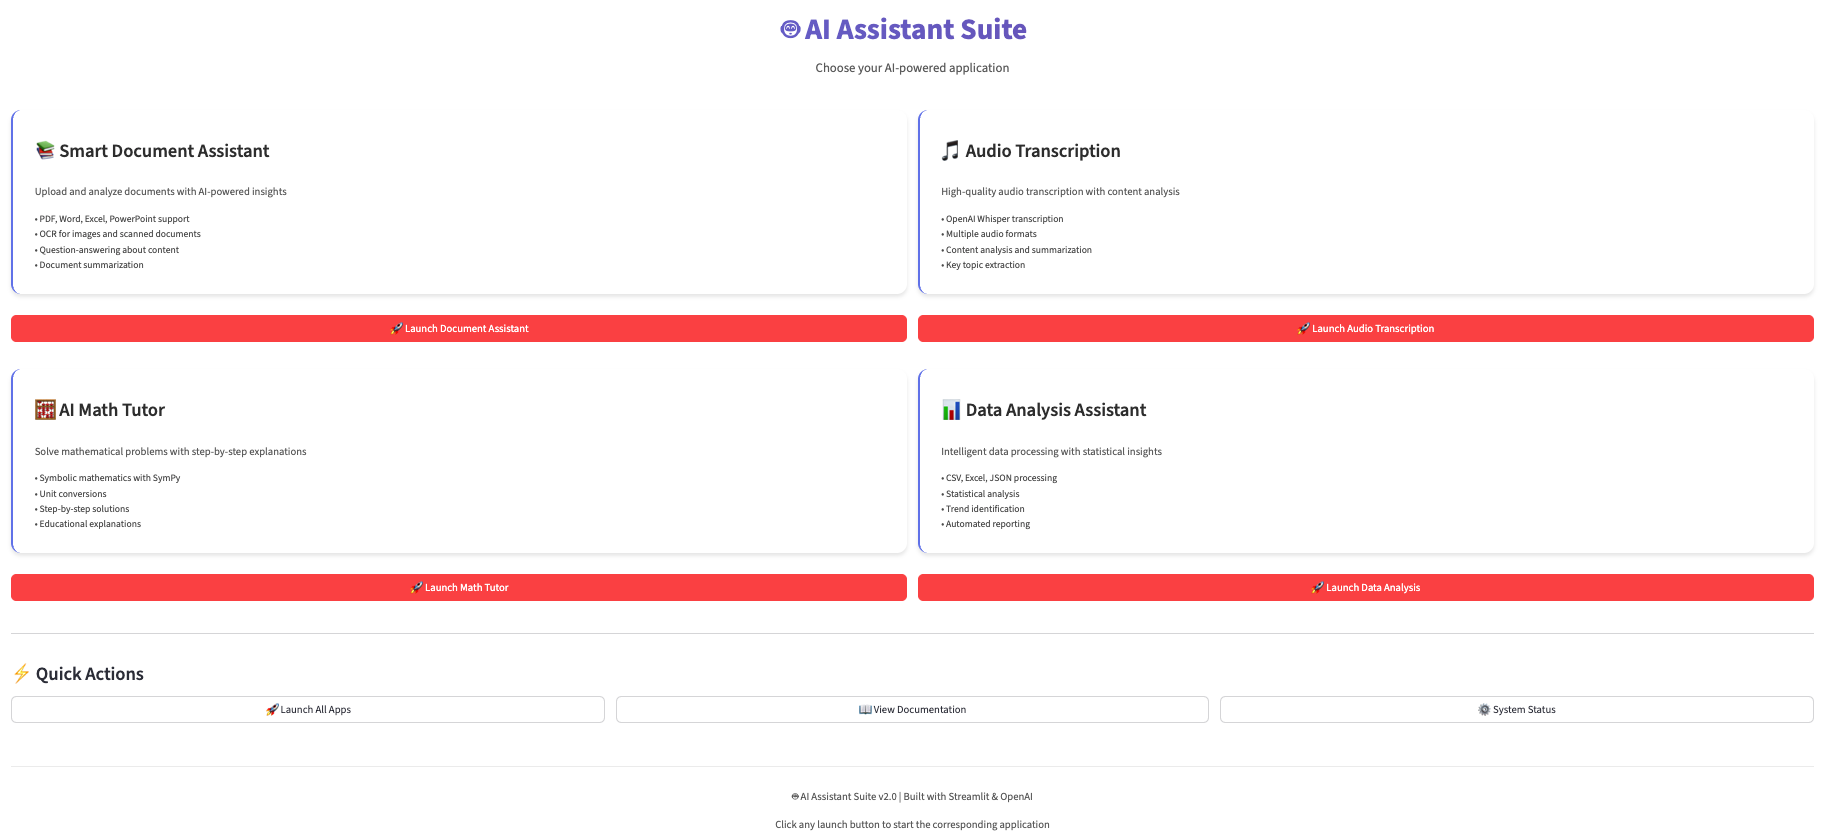 AI Assistant Suite
Choose your AI-powered application
📚 Smart Document Assistant
Upload and analyze documents with AI-powered insights
• PDF, Word, Excel, PowerPoint support
• OCR for images and scanned documents
• Question-answering about content
• Document summarization
🚀 Launch Document Assistant
🎵 Audio Transcription
High-quality audio transcription with content analysis
• OpenAI Whisper transcription
• Multiple audio formats
• Content analysis and summarization
• Key topic extraction
🚀 Launch Audio Transcription
🧮 AI Math Tutor
Solve mathematical problems with step-by-step explanations
• Symbolic mathematics with SymPy
• Unit conversions
• Step-by-step solutions
• Educational explanations
🚀 Launch Math Tutor
📊 Data Analysis Assistant
Intelligent data processing with statistical insights
• CSV, Excel, JSON processing
• Statistical analysis
• Trend identification
• Automated reporting
🚀 Launch Data Analysis
⚡ Quick Actions
🚀 Launch All Apps
📖 View Documentation
⚙️ System Status
AI Assistant Suite v2.0 | Built with Streamlit & OpenAI
Click any launch button to start the corresponding application